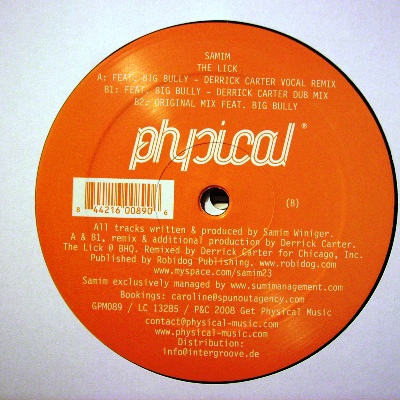 SAMIM
THE LICK
A: FEAT. BIG BULLY - DERRICK CARTER VOCAL REMIX
B1: FEAT. BIG BULLY - DERRICK CARTER DUB MIX
B2: ORIGINAL MIX FEAT. BIG BULLY
physical ®
8 44216 00890 6
(B)
All tracks written & produced by Samim Winiger.
A & B1, remix & additional production by Derrick Carter.
The Lick @ BHQ. Remixed by Derrick Carter for Chicago, Inc.
Published by Robidog Publishing. www.robidog.com
www.myspace.com/samim23
Samim exclusively managed by www.sumimanagement.com
Bookings: caroline@spunoutagency.com
GPM089 / LC 13285 / P&C 2008 Get Physical Music
contact@physical-music.com
www.physical-music.com
Distribution:
info@intergroove.de